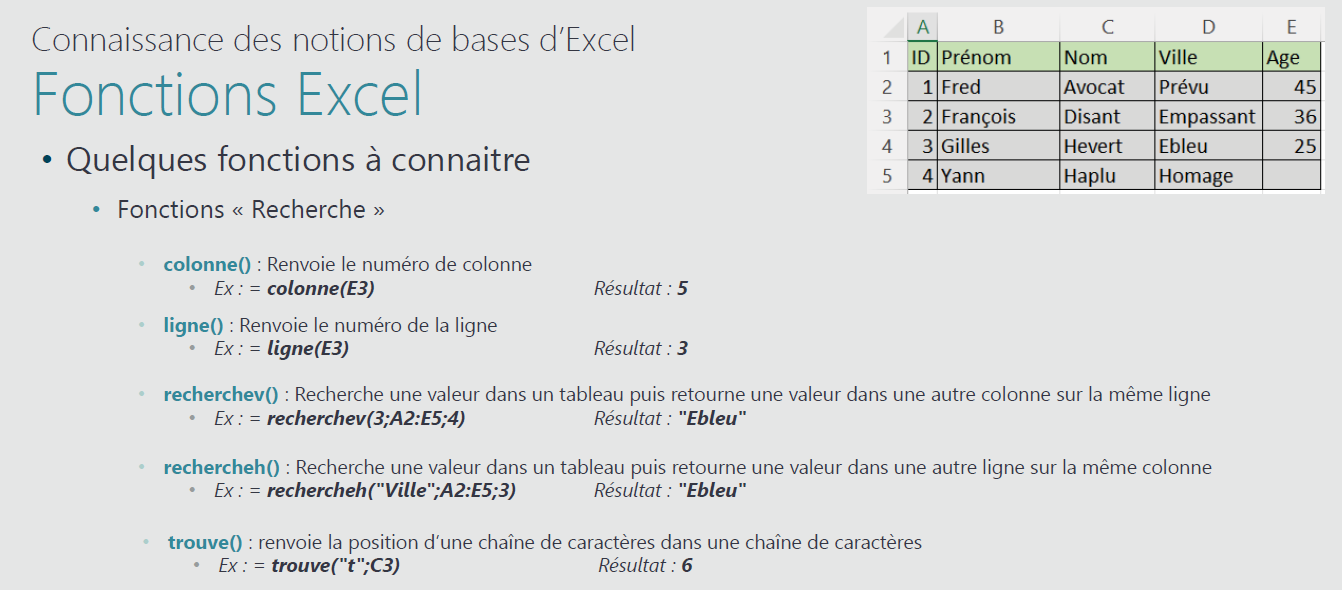 Connaissance des notions de bases d’Excel
Fonctions Excel
• Quelques fonctions à connaitre
• Fonctions « Recherche »
• colonne() : Renvoie le numéro de colonne
• Ex : = colonne(E3) Résultat : 5
• ligne() : Renvoie le numéro de la ligne
• Ex : = ligne(E3) Résultat : 3
• recherchev() : Recherche une valeur dans un tableau puis retourne une valeur dans une autre colonne sur la même ligne
• Ex : = recherchev(3;A2:E5;4) Résultat : "Ebleu"
• rechercheh() : Recherche une valeur dans un tableau puis retourne une valeur dans une autre ligne sur la même colonne
• Ex : = rechercheh("Ville";A2:E5;3) Résultat : "Ebleu"
• trouve() : renvoie la position d’une chaîne de caractères dans une chaîne de caractères
• Ex : = trouve("t";C3) Résultat : 6
A B C D E
1 ID Prénom Nom Ville Age
2 1 Fred Avocat Prévu 45
3 2 François Disant Empassant 36
4 3 Gilles Hevert Ebleu 25
5 4 Yann Haplu Homage